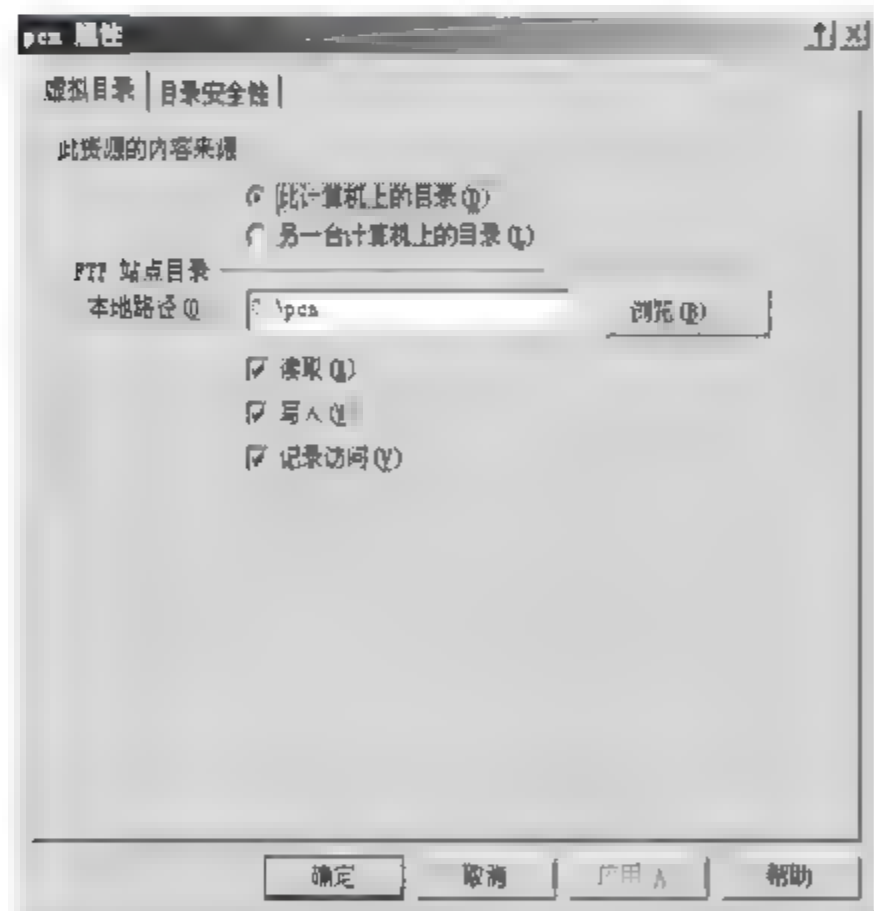 pcm 属性
虚拟目录 目录安全性
此资源的内容来源
此计算机上的目录(D)
另一台计算机上的目录(L)
FTP 站点目录
本地路径
\pcm
浏览(R)
读取
写入
记录访问(V)
确定 取消 应用 A 帮助